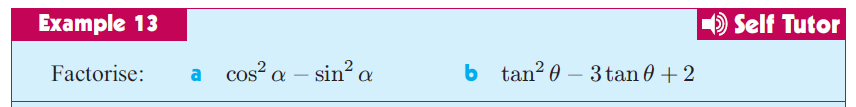 Example 13 Self Tutor
Factorise: a cos² α − sin² α b tan² θ − 3 tan θ + 2